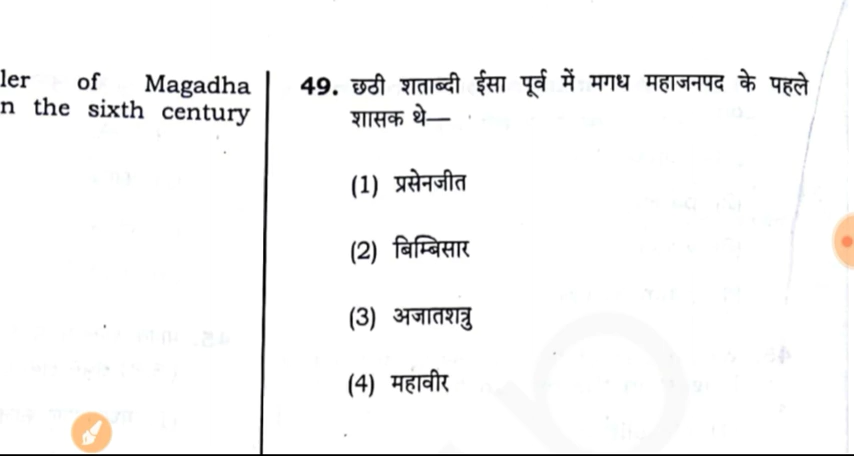 ler of Magadha
n the sixth century
49. छठी शताब्दी ईसा पूर्व में मगध महाजनपद के पहले
शासक थे—
(1) प्रसेनजीत
(2) बिम्बिसार
(3) अजातशत्रु
(4) महावीर